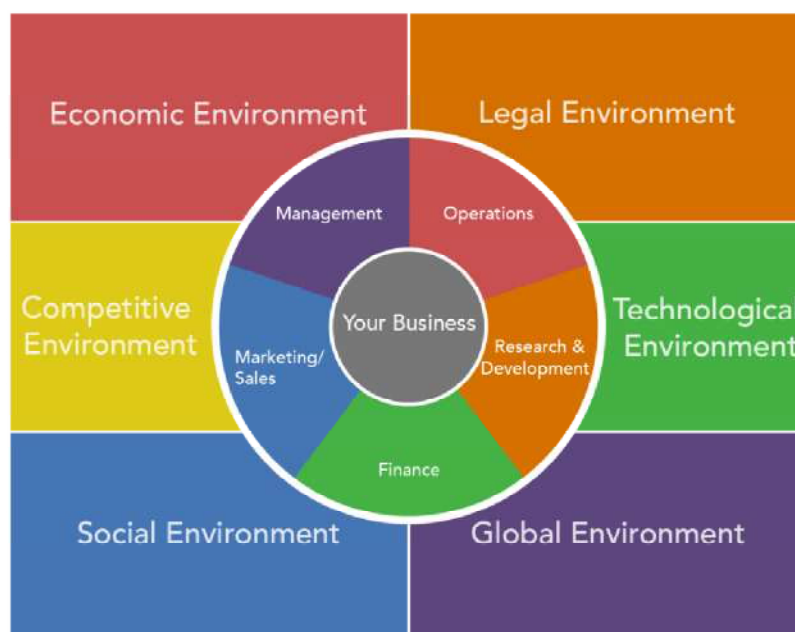 Economic Environment
Legal Environment
Management
Operations
Competitive
Environment
Your Business
Technological
Environment
Marketing/
Sales
Research &
Development
Finance
Social Environment
Global Environment